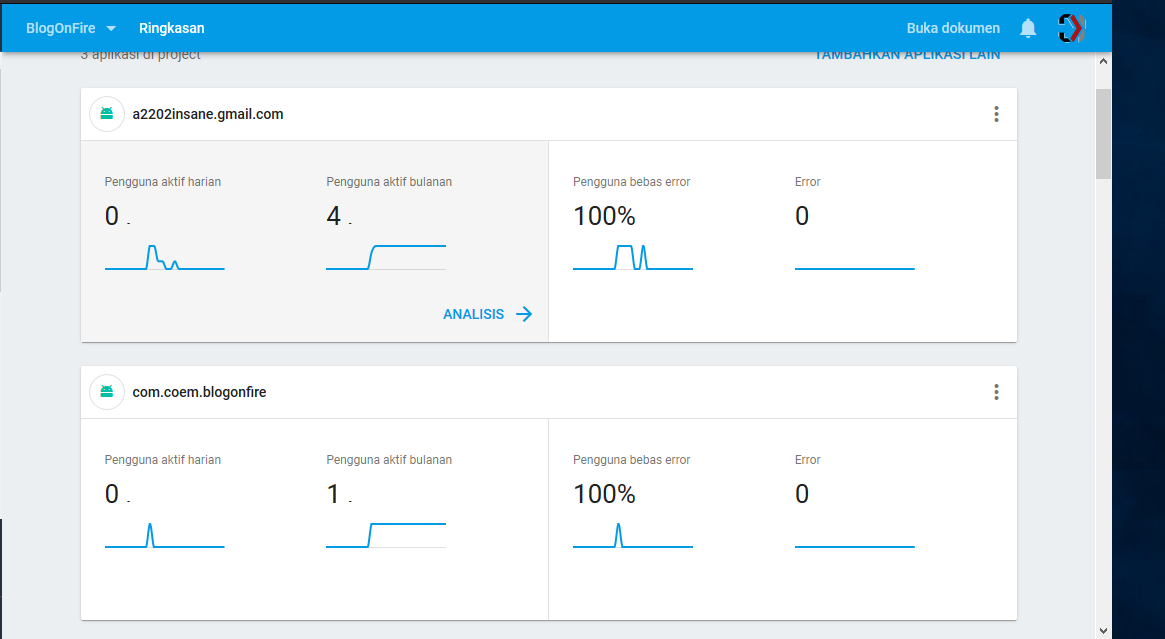 BlogOnFire Ringkasan Buka dokumen
3 aplikasi di project TAMBAHKAN APLIKASI LAIN
a2202insane.gmail.com
Pengguna aktif harian Pengguna aktif bulanan Pengguna bebas error Error
0 - 4 - 100% 0
ANALISIS
com.coem.blogonfire
Pengguna aktif harian Pengguna aktif bulanan Pengguna bebas error Error
0 - 1 - 100% 0